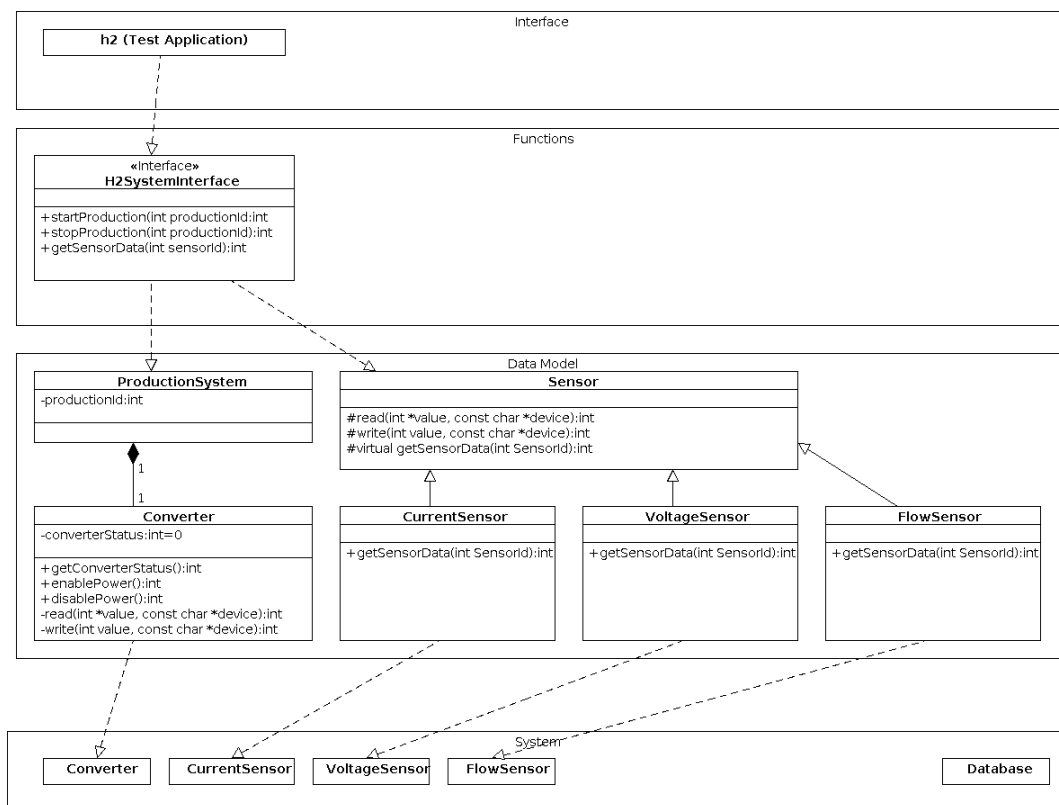 Interface
h2 (Test Application)
Functions
«Interface»
H2SystemInterface
+startProduction(int productionId:int
+stopProduction(int productionId):int
+getSensorData(int sensorId):int
Data Model
ProductionSystem
-productionId:int
Sensor
#read(int *value, const char *device):int
#write(int value, const char *device):int
#virtual getSensorData(int SensorId):int
1
1
Converter
-converterStatus:int=0
+getConverterStatus():int
+enablePower():int
+disablePower():int
-read(int *value, const char *device):int
-write(int value, const char *device):int
CurrentSensor
+getSensorData(int SensorId):int
VoltageSensor
+getSensorData(int SensorId):int
FlowSensor
+getSensorData(int SensorId):int
System
Converter
CurrentSensor
VoltageSensor
FlowSensor
Database